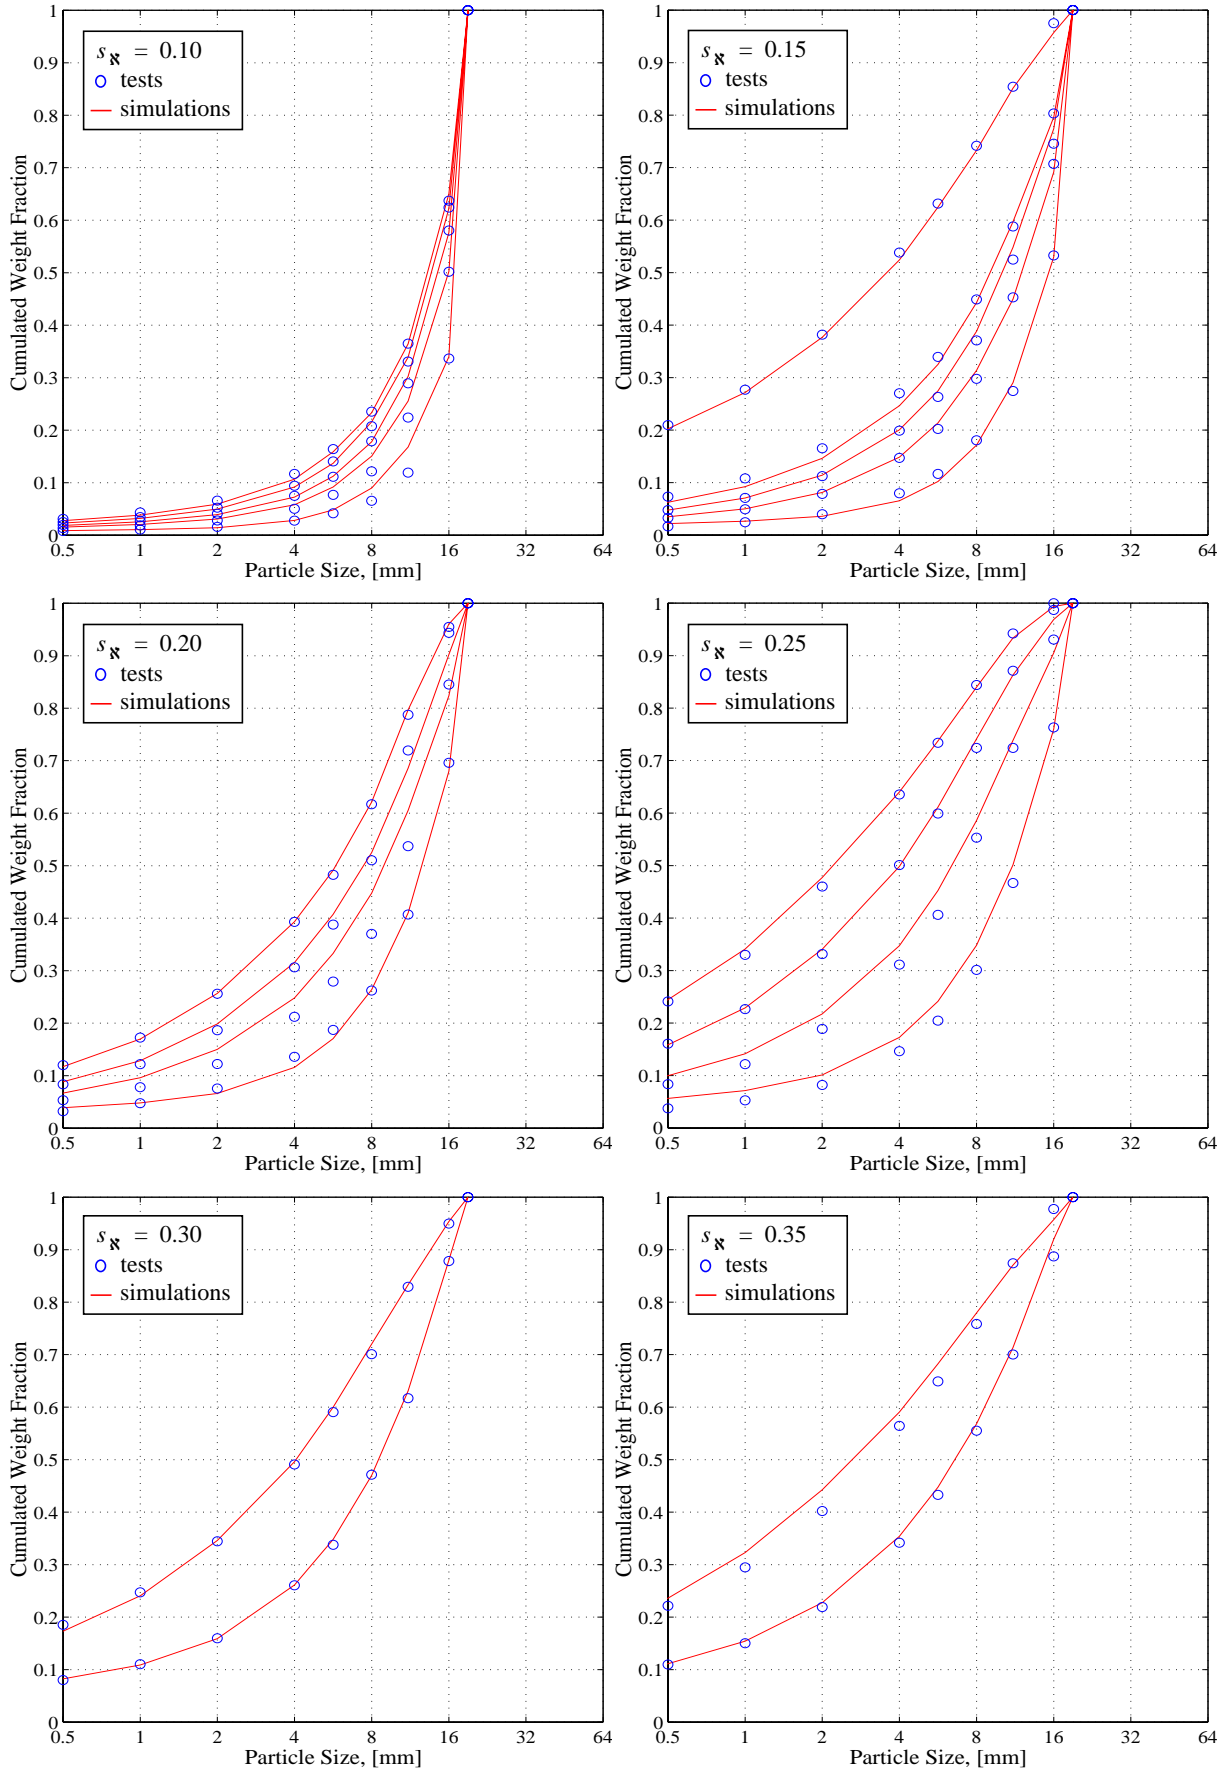 1
0.9
0.8
0.7
0.6
0.5
0.4
0.3
0.2
0.1
0
Cumulated Weight Fraction
s ℵ = 0.10
tests
simulations
0.5 1 2 4 8 16 32 64
Particle Size, [mm]
1
0.9
0.8
0.7
0.6
0.5
0.4
0.3
0.2
0.1
0
Cumulated Weight Fraction
s ℵ = 0.15
tests
simulations
0.5 1 2 4 8 16 32 64
Particle Size, [mm]
1
0.9
0.8
0.7
0.6
0.5
0.4
0.3
0.2
0.1
0
Cumulated Weight Fraction
s ℵ = 0.20
tests
simulations
0.5 1 2 4 8 16 32 64
Particle Size, [mm]
1
0.9
0.8
0.7
0.6
0.5
0.4
0.3
0.2
0.1
0
Cumulated Weight Fraction
s ℵ = 0.25
tests
simulations
0.5 1 2 4 8 16 32 64
Particle Size, [mm]
1
0.9
0.8
0.7
0.6
0.5
0.4
0.3
0.2
0.1
0
Cumulated Weight Fraction
s ℵ = 0.30
tests
simulations
0.5 1 2 4 8 16 32 64
Particle Size, [mm]
1
0.9
0.8
0.7
0.6
0.5
0.4
0.3
0.2
0.1
0
Cumulated Weight Fraction
s ℵ = 0.35
tests
simulations
0.5 1 2 4 8 16 32 64
Particle Size, [mm]